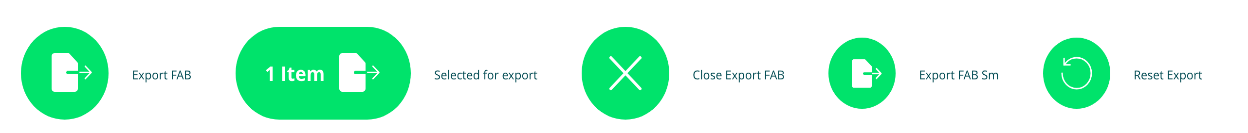 Export FAB
1 Item
Selected for export
Close Export FAB
Export FAB Sm
Reset Export